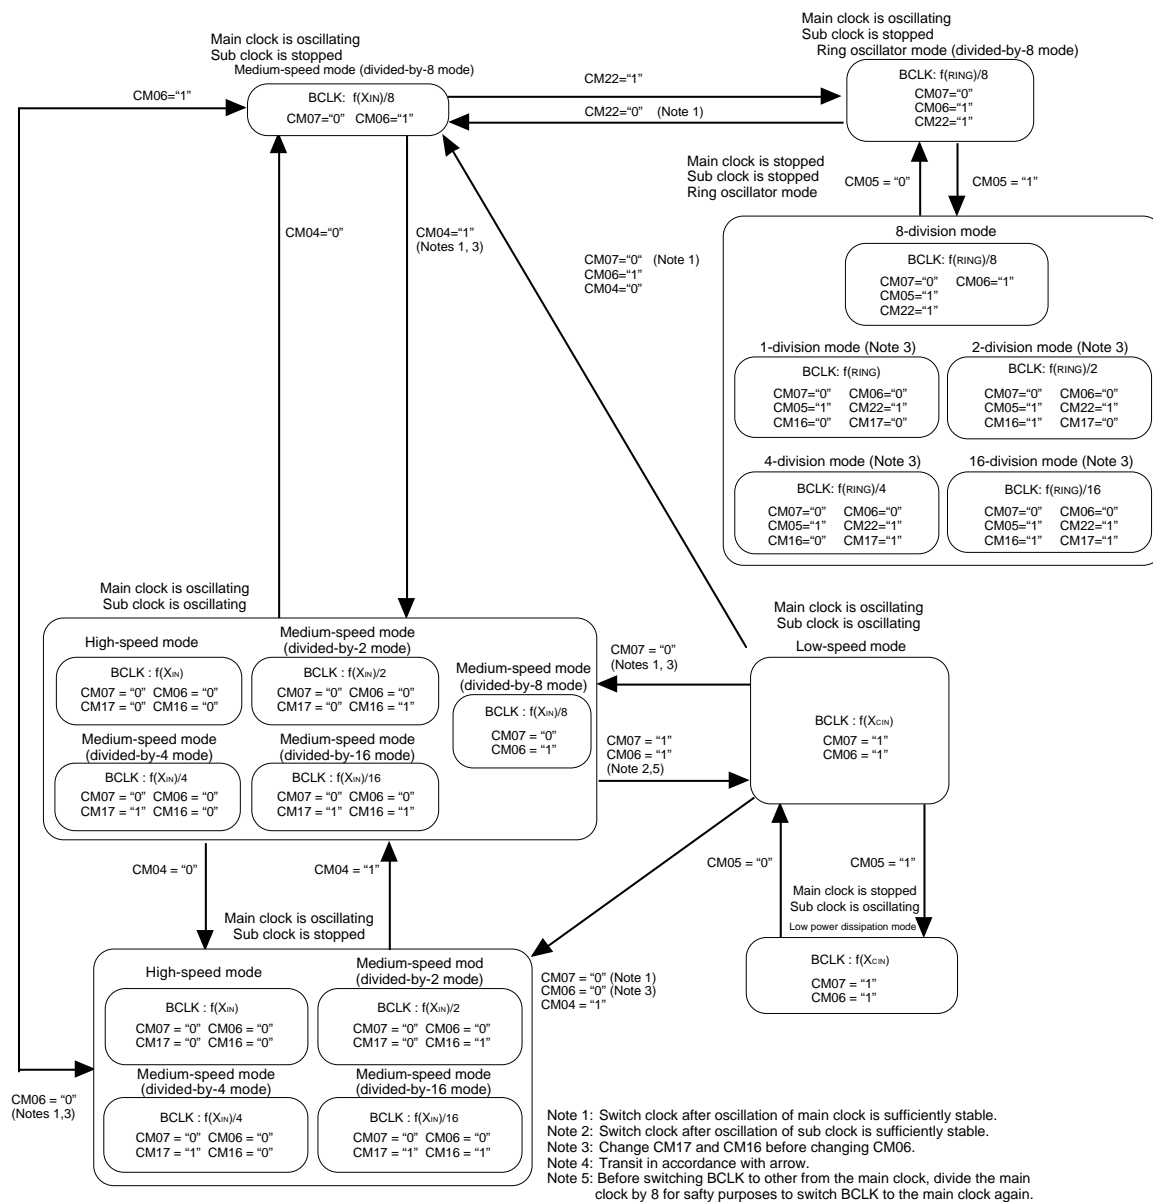 Main clock is oscillating
Sub clock is stopped
Medium-speed mode (divided-by-8 mode)
CM06=“1”
BCLK: f(XIN)/8
CM07=“0” CM06=“1”
CM22=“1”
CM22=“0” (Note 1)
Main clock is oscillating
Sub clock is stopped
Ring oscillator mode (divided-by-8 mode)
BCLK: f(RING)/8
CM07=“0”
CM06=“1”
CM22=“1”
Main clock is stopped
Sub clock is stopped
Ring oscillator mode
CM05 = “0”
CM05 = “1”
CM04=“0”
CM04=“1”
(Notes 1, 3)
CM07=“0“ (Note 1)
CM06=“1”
CM04=“0”
8-division mode
BCLK: f(RING)/8
CM07=“0” CM06=“1”
CM05=“1”
CM22=“1”
1-division mode (Note 3)
BCLK: f(RING)
CM07=“0” CM06=“0”
CM05=“1” CM22=“1”
CM16=“0” CM17=“0”
2-division mode (Note 3)
BCLK: f(RING)/2
CM07=“0” CM06=“0”
CM05=“1” CM22=“1”
CM16=“1” CM17=“0”
4-division mode (Note 3)
BCLK: f(RING)/4
CM07=“0” CM06=“0”
CM05=“1” CM22=“1”
CM16=“0” CM17=“1”
16-division mode (Note 3)
BCLK: f(RING)/16
CM07=“0” CM06=“0”
CM05=“1” CM22=“1”
CM16=“1” CM17=“1”
Main clock is oscillating
Sub clock is oscillating
High-speed mode
BCLK : f(XIN)
CM07 = “0” CM06 = “0”
CM17 = “0” CM16 = “0”
Medium-speed mode
(divided-by-2 mode)
BCLK : f(XIN)/2
CM07 = “0” CM06 = “0”
CM17 = “0” CM16 = “1”
Medium-speed mode
(divided-by-8 mode)
BCLK : f(XIN)/8
CM07 = “0”
CM06 = “1”
Medium-speed mode
(divided-by-4 mode)
BCLK : f(XIN)/4
CM07 = “0” CM06 = “0”
CM17 = “1” CM16 = “0”
Medium-speed mode
(divided-by-16 mode)
BCLK : f(XIN)/16
CM07 = “0” CM06 = “0”
CM17 = “1” CM16 = “1”
CM07 = “0”
(Notes 1, 3)
CM07 = “1”
CM06 = “1”
(Note 2,5)
Main clock is oscillating
Sub clock is oscillating
Low-speed mode
BCLK : f(XCIN)
CM07 = “1”
CM06 = “1”
CM04 = “0”
CM04 = “1”
CM05 = “0”
CM05 = “1”
Main clock is stopped
Sub clock is oscillating
Low power dissipation mode
BCLK : f(XCIN)
CM07 = “1”
CM06 = “1”
Main clock is oscillating
Sub clock is stopped
High-speed mode
BCLK : f(XIN)
CM07 = “0” CM06 = “0”
CM17 = “0” CM16 = “0”
Medium-speed mod
(divided-by-2 mode)
BCLK : f(XIN)/2
CM07 = “0” CM06 = “0”
CM17 = “0” CM16 = “1”
CM07 = “0” (Note 1)
CM06 = “0” (Note 3)
CM04 = “1”
Medium-speed mode
(divided-by-4 mode)
BCLK : f(XIN)/4
CM07 = “0” CM06 = “0”
CM17 = “1” CM16 = “0”
Medium-speed mode
(divided-by-16 mode)
BCLK : f(XIN)/16
CM07 = “0” CM06 = “0”
CM17 = “1” CM16 = “1”
CM06 = “0”
(Notes 1,3)
Note 1: Switch clock after oscillation of main clock is sufficiently stable.
Note 2: Switch clock after oscillation of sub clock is sufficiently stable.
Note 3: Change CM17 and CM16 before changing CM06.
Note 4: Transit in accordance with arrow.
Note 5: Before switching BCLK to other from the main clock, divide the main
clock by 8 for safty purposes to switch BCLK to the main clock again.